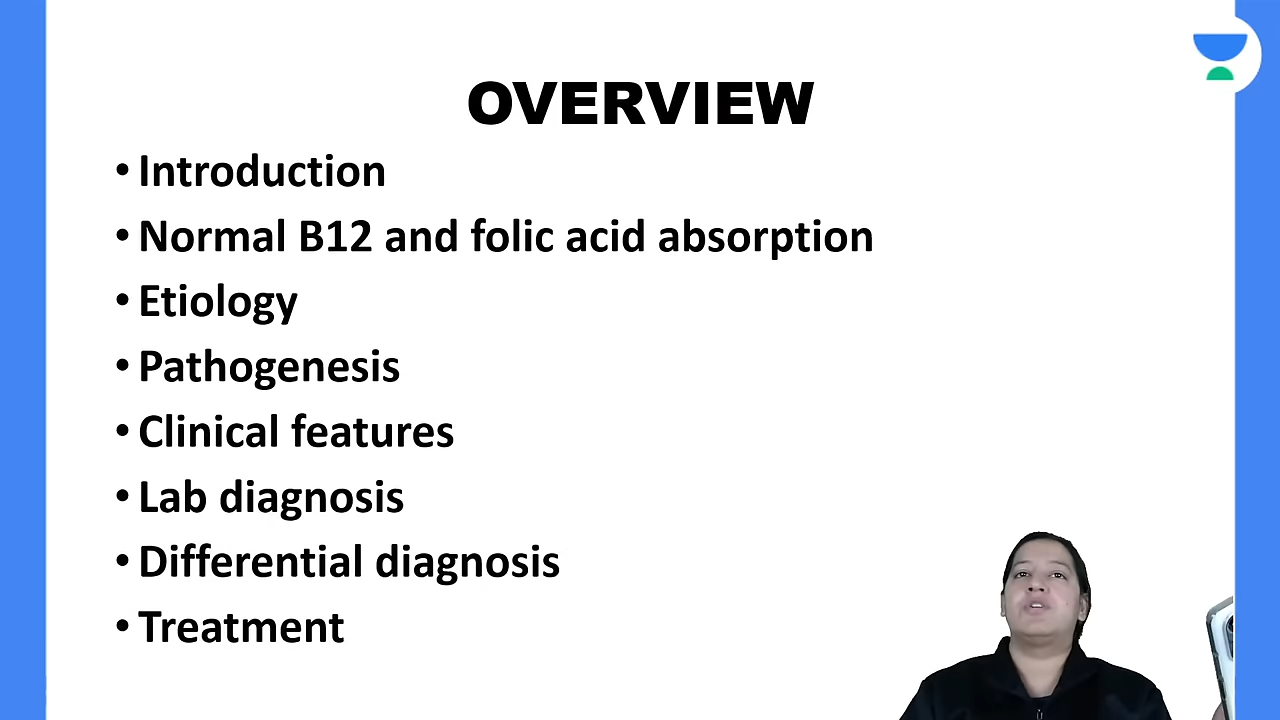 OVERVIEW
• Introduction
• Normal B12 and folic acid absorption
• Etiology
• Pathogenesis
• Clinical features
• Lab diagnosis
• Differential diagnosis
• Treatment